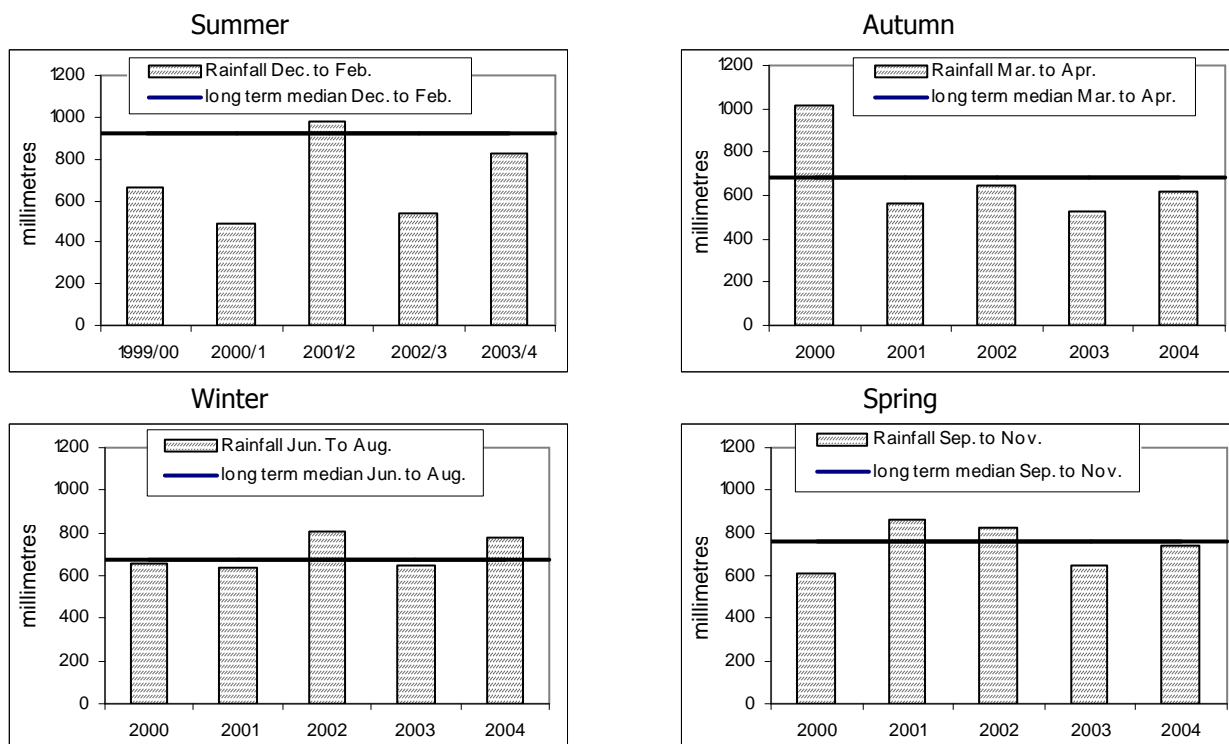 Summer
Rainfall Dec. to Feb.
long term median Dec. to Feb.
millimetres
1200
1000
800
600
400
200
0
1999/00 2000/1 2001/2 2002/3 2003/4
Autumn
Rainfall Mar. to Apr.
long term median Mar. to Apr.
millimetres
1200
1000
800
600
400
200
0
2000 2001 2002 2003 2004
Winter
Rainfall Jun. To Aug.
long term median Jun. to Aug.
millimetres
1200
1000
800
600
400
200
0
2000 2001 2002 2003 2004
Spring
Rainfall Sep. to Nov.
long term median Sep. to Nov.
millimetres
1200
1000
800
600
400
200
0
2000 2001 2002 2003 2004